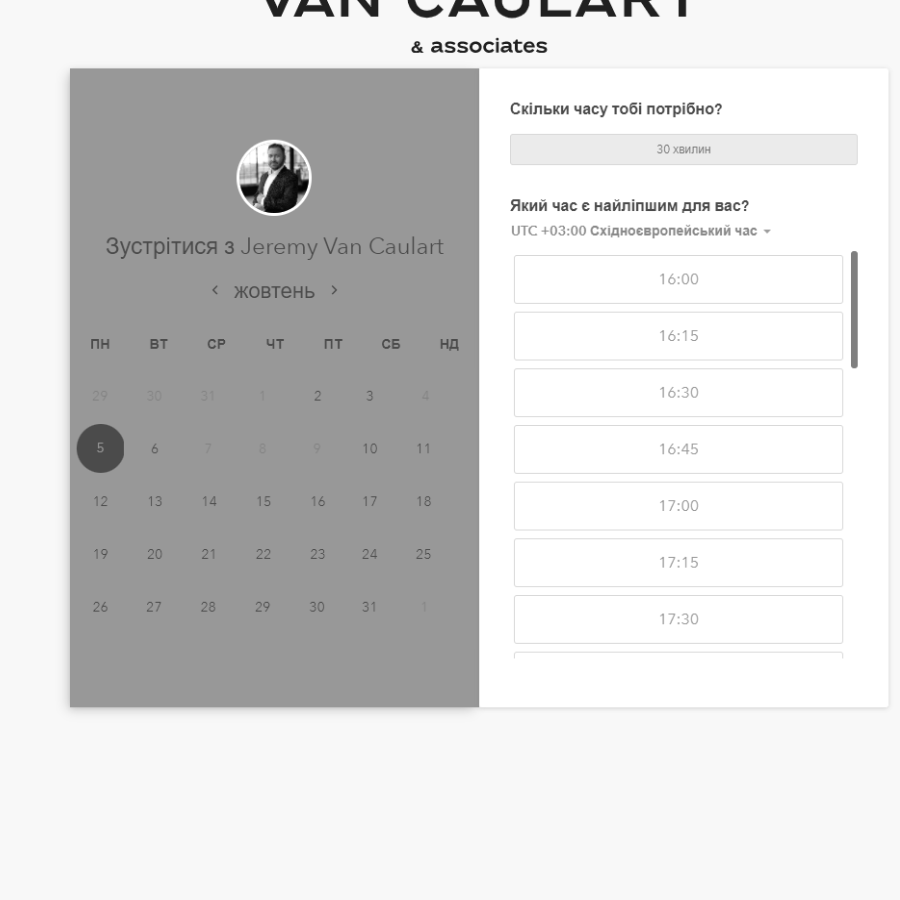 VAN CAULART
& associates
Зустрітися з Jeremy Van Caulart
жовтень
ПН ВТ СР ЧТ ПТ СБ НД
29 30 31 1 2 3 4
5 6 7 8 9 10 11
12 13 14 15 16 17 18
19 20 21 22 23 24 25
26 27 28 29 30 31 1
Скільки часу тобі потрібно?
30 хвилин
Який час є найліпшим для вас?
UTC +03:00 Східноєвропейський час
16:00
16:15
16:30
16:45
17:00
17:15
17:30